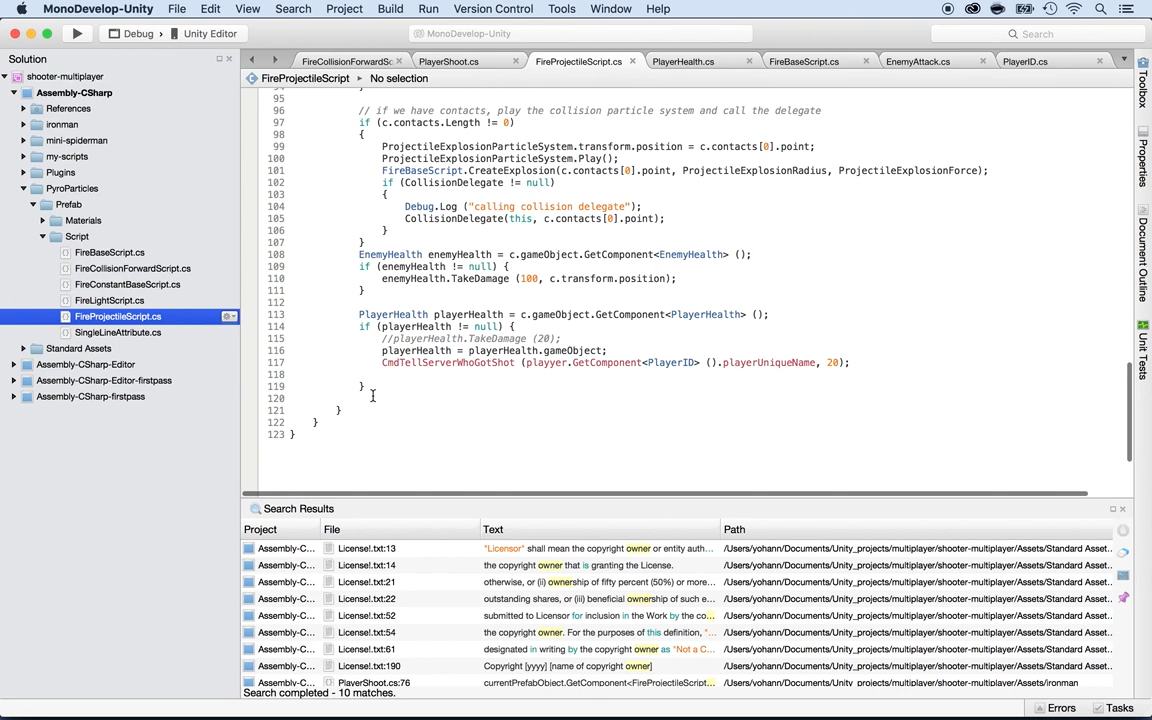 MonoDevelop-Unity File Edit View Search Project Build Run Version Control Tools Window Help
Debug › Unity Editor MonoDevelop-Unity Search
Solution
shooter-multiplayer
Assembly-CSharp
References
ironman
mini-spiderman
my-scripts
Plugins
PyroParticles
Prefab
Materials
Script
FireBaseScript.cs
FireCollisionForwardScript.cs
FireConstantBaseScript.cs
FireLightScript.cs
FireProjectileScript.cs
SingleLineAttribute.cs
Standard Assets
Assembly-CSharp-Editor
Assembly-CSharp-Editor-firstpass
Assembly-CSharp-firstpass
FireCollisionForwardSc PlayerShoot.cs FireProjectileScript.cs PlayerHealth.cs FireBaseScript.cs EnemyAttack.cs PlayerID.cs
FireProjectileScript No selection
95
96 // if we have contacts, play the collision particle system and call the delegate
97 if (c.contacts.Length != 0)
98 {
99 ProjectileExplosionParticleSystem.transform.position = c.contacts[0].point;
100 ProjectileExplosionParticleSystem.Play();
101 FireBaseScript.CreateExplosion(c.contacts[0].point, ProjectileExplosionRadius, ProjectileExplosionForce);
102 if (CollisionDelegate != null)
103 {
104 Debug.Log ("calling collision delegate");
105 CollisionDelegate(this, c.contacts[0].point);
106 }
107 }
108 EnemyHealth enemyHealth = c.gameObject.GetComponent<EnemyHealth> ();
109 if (enemyHealth != null) {
110 enemyHealth.TakeDamage (100, c.transform.position);
111 }
112
113 PlayerHealth playerHealth = c.gameObject.GetComponent<PlayerHealth> ();
114 if (playerHealth != null) {
115 //playerHealth.TakeDamage (20);
116 playerHealth = playerHealth.gameObject;
117 CmdTellServerWhoGotShot (playyer.GetComponent<PlayerID> ().playerUniqueName, 20);
118
119 }
120
121 }
122 }
123 }
Toolbox
Properties
Document Outline
Unit Tests
Search Results
Project File Text Path
Assembly-C... License!.txt:13 "Licensor" shall mean the copyright owner or entity auth... /Users/yohann/Documents/Unity_projects/multiplayer/shooter-multiplayer/Assets/Standard Asset..
Assembly-C... License!.txt:14 the copyright owner that is granting the License. /Users/yohann/Documents/Unity_projects/multiplayer/shooter-multiplayer/Assets/Standard Asset..
Assembly-C... License!.txt:21 otherwise, or (ii) ownership of fifty percent (50%) or more... /Users/yohann/Documents/Unity_projects/multiplayer/shooter-multiplayer/Assets/Standard Asset..
Assembly-C... License!.txt:22 outstanding shares, or (iii) beneficial ownership of such e... /Users/yohann/Documents/Unity_projects/multiplayer/shooter-multiplayer/Assets/Standard Asset..
Assembly-C... License!.txt:52 submitted to Licensor for inclusion in the Work by the co... /Users/yohann/Documents/Unity_projects/multiplayer/shooter-multiplayer/Assets/Standard Asset..
Assembly-C... License!.txt:54 the copyright owner. For the purposes of this definition, "... /Users/yohann/Documents/Unity_projects/multiplayer/shooter-multiplayer/Assets/Standard Asset..
Assembly-C... License!.txt:61 designated in writing by the copyright owner as "Not a C... /Users/yohann/Documents/Unity_projects/multiplayer/shooter-multiplayer/Assets/Standard Asset..
Assembly-C... License!.txt:190 Copyright [yyyy] [name of copyright owner] /Users/yohann/Documents/Unity_projects/multiplayer/shooter-multiplayer/Assets/Standard Asset..
Assembly-C... PlayerShoot.cs:76 currentPrefabObject.GetComponent<FireProjectileScript... /Users/yohann/Documents/Unity_projects/multiplayer/shooter-multiplayer/Assets/ironman
Search completed - 10 matches.
Errors Tasks